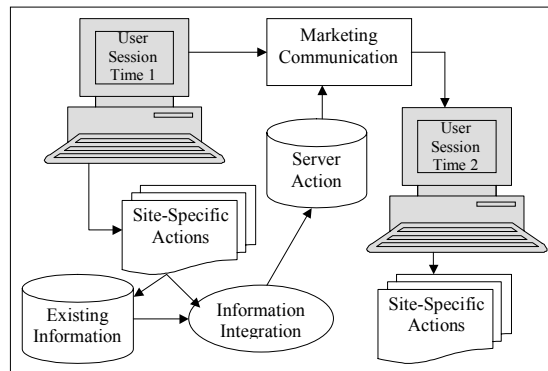 User
Session
Time 1
Marketing
Communication
User
Session
Time 2
Server
Action
Site-Specific
Actions
Existing
Information
Information
Integration
Site-Specific
Actions